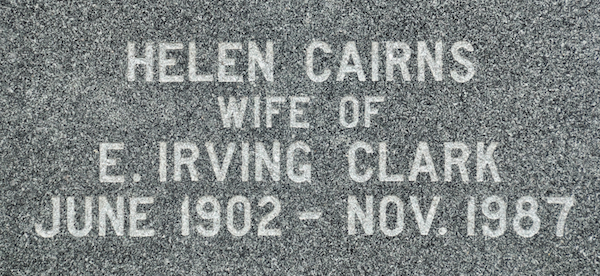 HELEN CAIRNS
WIFE OF
E. IRVING CLARK
JUNE 1902 - NOV. 1987